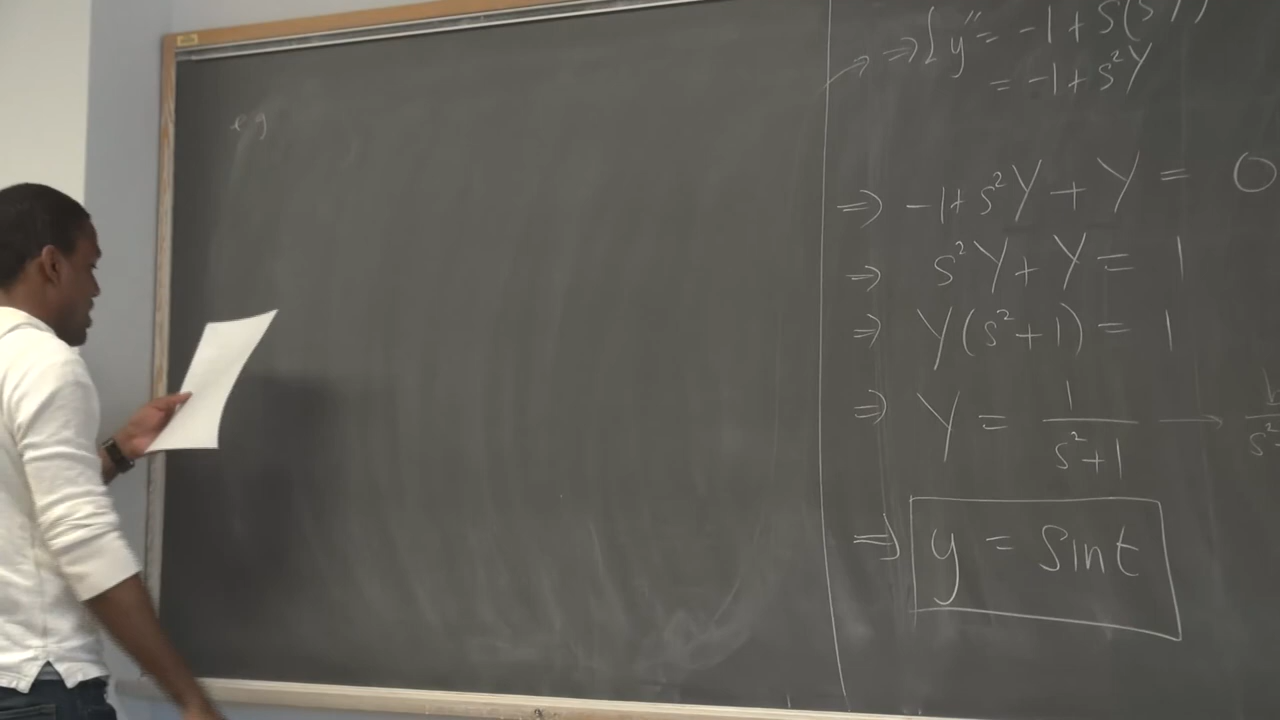 e.g
⇒ L y" = -1 + S(SY)
= -1 + S²Y
⇒ -1 + S²Y + Y = 0
⇒ S²Y + Y = 1
⇒ Y(S²+1) = 1
⇒ Y = 1/(S²+1) →
⇒ y = Sint